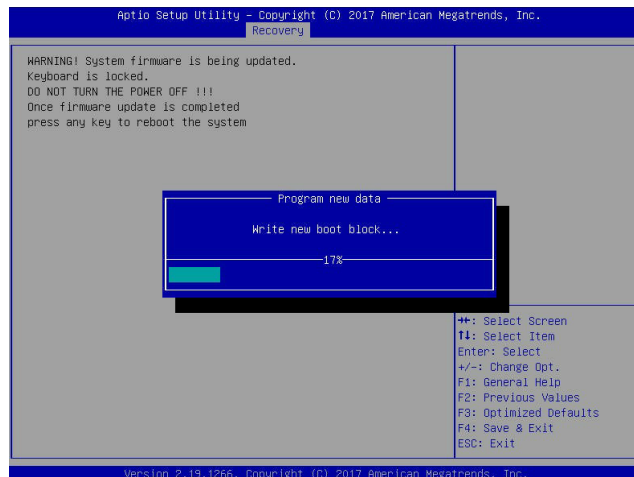 Aptio Setup Utility – Copyright (C) 2017 American Megatrends, Inc.
Recovery
WARNING! System firmware is being updated.
Keyboard is locked.
DO NOT TURN THE POWER OFF !!!
Once firmware update is completed
press any key to reboot the system
Program new data
Write new boot block...
17%
→←: Select Screen
↑↓: Select Item
Enter: Select
+/-: Change Opt.
F1: General Help
F2: Previous Values
F3: Optimized Defaults
F4: Save & Exit
ESC: Exit
Version 2.19.1266. Copyright (C) 2017 American Megatrends, Inc.